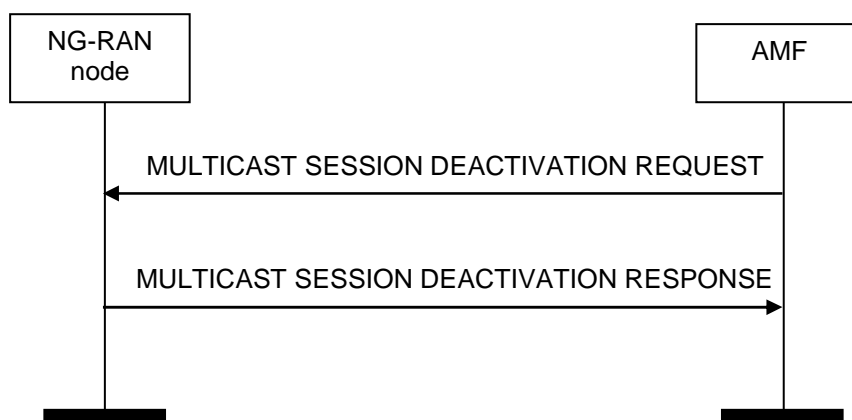 NG-RAN
node
AMF
MULTICAST SESSION DEACTIVATION REQUEST
MULTICAST SESSION DEACTIVATION RESPONSE